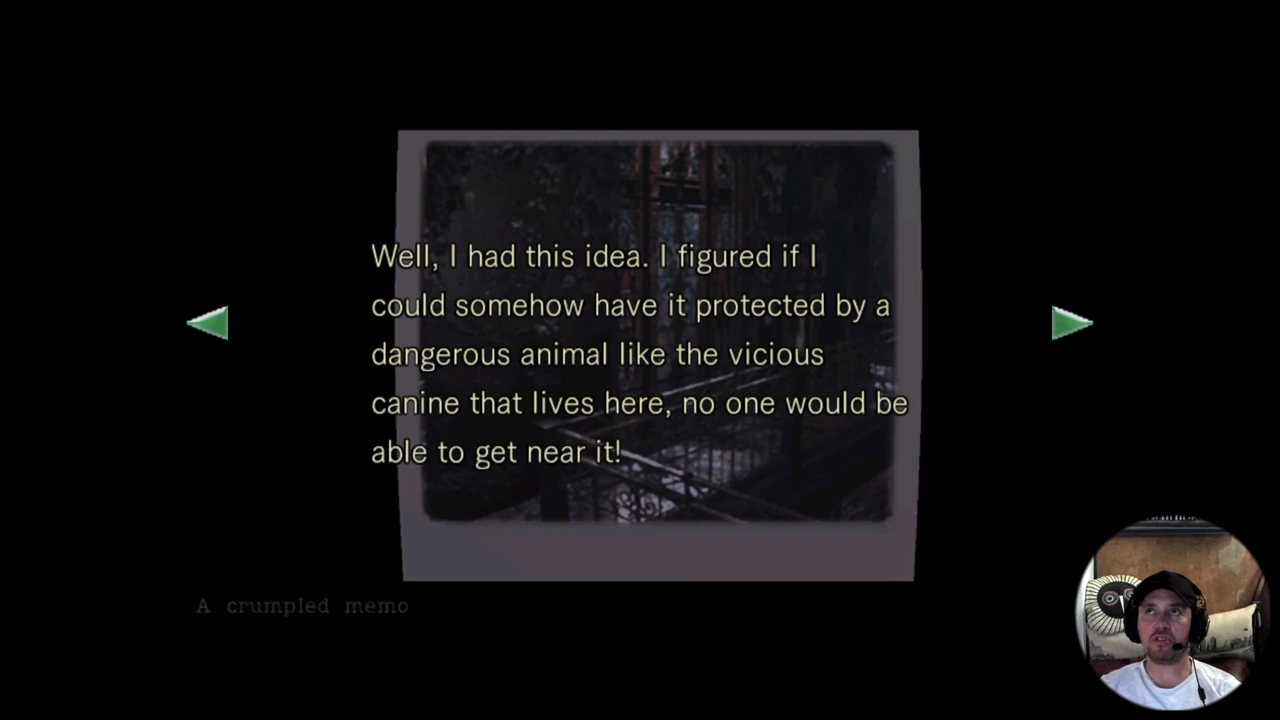 Well, I had this idea. I figured if I
could somehow have it protected by a
dangerous animal like the vicious
canine that lives here, no one would be
able to get near it!
A crumpled memo